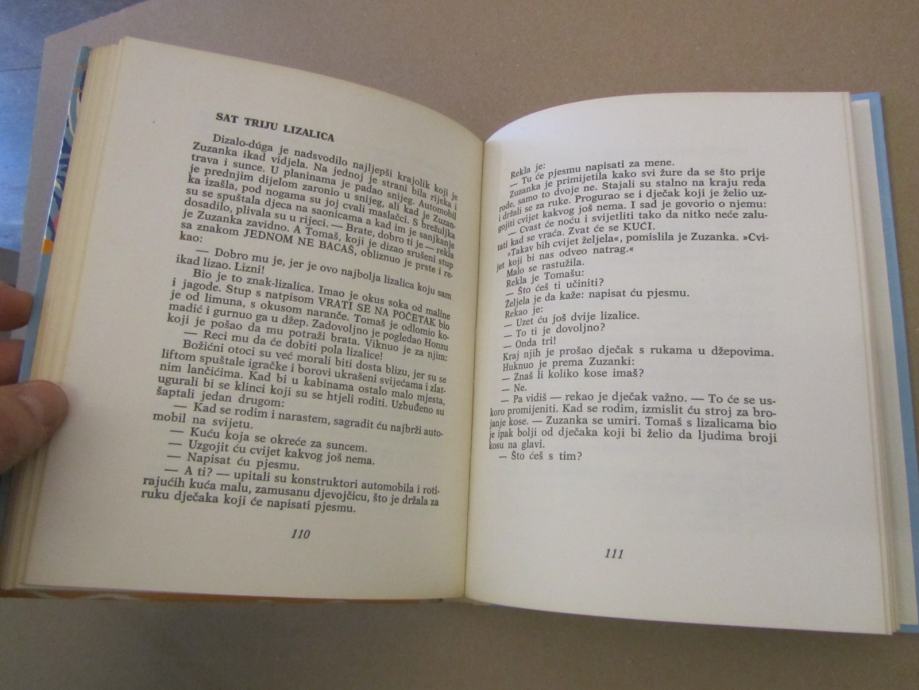 SAT TRIJU LIZALICA
Dizalo-dúga je nadsvodilo najljepši krajolik koji je
Zuzanka ikad vidjela. Na jednoj je strani bila rijeka i
trava i sunce. U planinama je padao snijeg. Automobil
je prednjim dijelom zaronio u snijeg, ali kad je Zuzan-
ka izašla, pod nogama su joj cvali maslačci. S brežuljka
su se spuštala djeca na saonicama a kad im je sanjkanje
dosadilo, plivala su u rijeci. — Brate, dobro ti je — rekla
je Zuzanka zavidno. A Tomaš, koji je dizao srušeni stup
sa znakom JEDNOM NE BACAŠ, obliznuo je prste i re-
kao:
— Dobro mu je, jer je ovo najbolja lizalica koju sam
ikad lizao. Lizni!
Bio je to znak-lizalica. Imao je okus soka od maline
i jagode. Stup s natpisom VRATI SE NA POČETAK bio
je od limuna, s okusom naranče. Tomaš je odlomio ko-
madić i gurnuo ga u džep. Zadovoljno je pogledao Honzu
koji je pošao da mu potraži brata. Viknuo je za njim:
— Reci mu da će dobiti pola lizalice!
Božićni otoci su već morali biti dosta blizu, jer su se
liftom spuštale igračke i borovi ukrašeni svijećama i zlat-
nim lančićima. Kad bi u kabinama ostalo malo mjesta,
ugurali bi se klinci koji su se htjeli roditi. Uzbuđeno su
šaptali jedan drugom:
— Kad se rodim i narastem, sagradit ću najbrži auto-
mobil na svijetu.
— Kuću koja se okreće za suncem.
— Uzgojit ću cvijet kakvog još nema.
— Napisat ću pjesmu.
— A ti? — upitali su konstruktori automobila i roti-
rajućih kuća malu, zamusanu djevojčicu, što je držala za
ruku dječaka koji će napisati pjesmu.
110
Rekla je:
— Tu će pjesmu napisati za mene.
Zuzanka je primijetila kako svi žure da se što prije
rode, samo to dvoje ne. Stajali su stalno na kraju reda
i držali se za ruke. Progurao se i dječak koji je želio uz-
gojiti cvijet kakvog još nema. I sad je govorio o njemu:
— Cvast će noću i svijetliti tako da nitko neće zalu-
tati kad se vraća. Zvat će se KUCI.
»Takav bih cvijet željela«, pomislila je Zuzanka. »Cvi-
jet koji bi nas odveo natrag.«
Malo se rastužila.
Rekla je Tomašu:
— Što ćeš ti učiniti?
Željela je da kaže: napisat ću pjesmu.
Rekao je:
— Uzet ću još dvije lizalice.
— To ti je dovoljno?
— Onda tri!
Kraj njih je prošao dječak s rukama u džepovima.
Huknuo je prema Zuzanki:
— Znaš li koliko kose imaš?
— Ne.
— Pa vidiš — rekao je dječak važno. — To će se us-
koro promijeniti. Kad se rodim, izmislit ću stroj za bro-
janje kose. — Zuzanka se umiri. Tomaš s lizalicama bio
je ipak bolji od dječaka koji bi želio da ljudima broji
kosu na glavi.
— Što ćeš s tim?
111